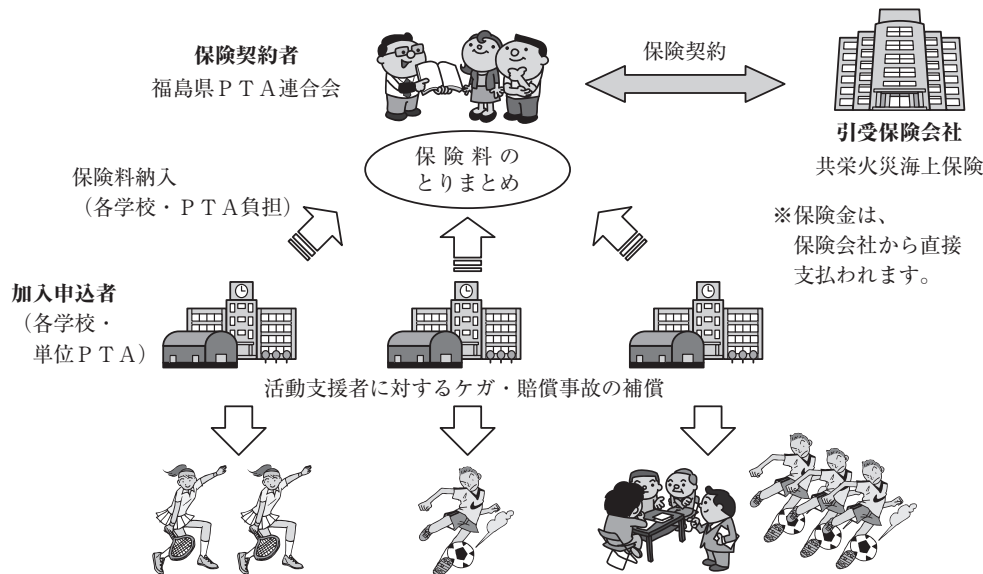 保険契約者
福島県ＰＴＡ連合会
保険契約
引受保険会社
共栄火災海上保険
保険料の
とりまとめ
保険料納入
（各学校・ＰＴＡ負担）
※保険金は、
保険会社から直接
支払われます。
加入申込者
（各学校・
単位ＰＴＡ）
活動支援者に対するケガ・賠償事故の補償